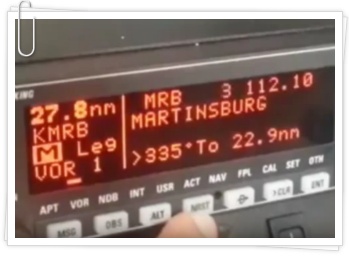 KING
27.8nm
KMRB
M Leg
VOR 1
MRB 3 112.10
MARTINSBURG
>335°To 22.9nm
APT VOR NDB INT USR ACT NAV FPL CAL SET OTH
MSG OBS ALT NRST CLR ENT